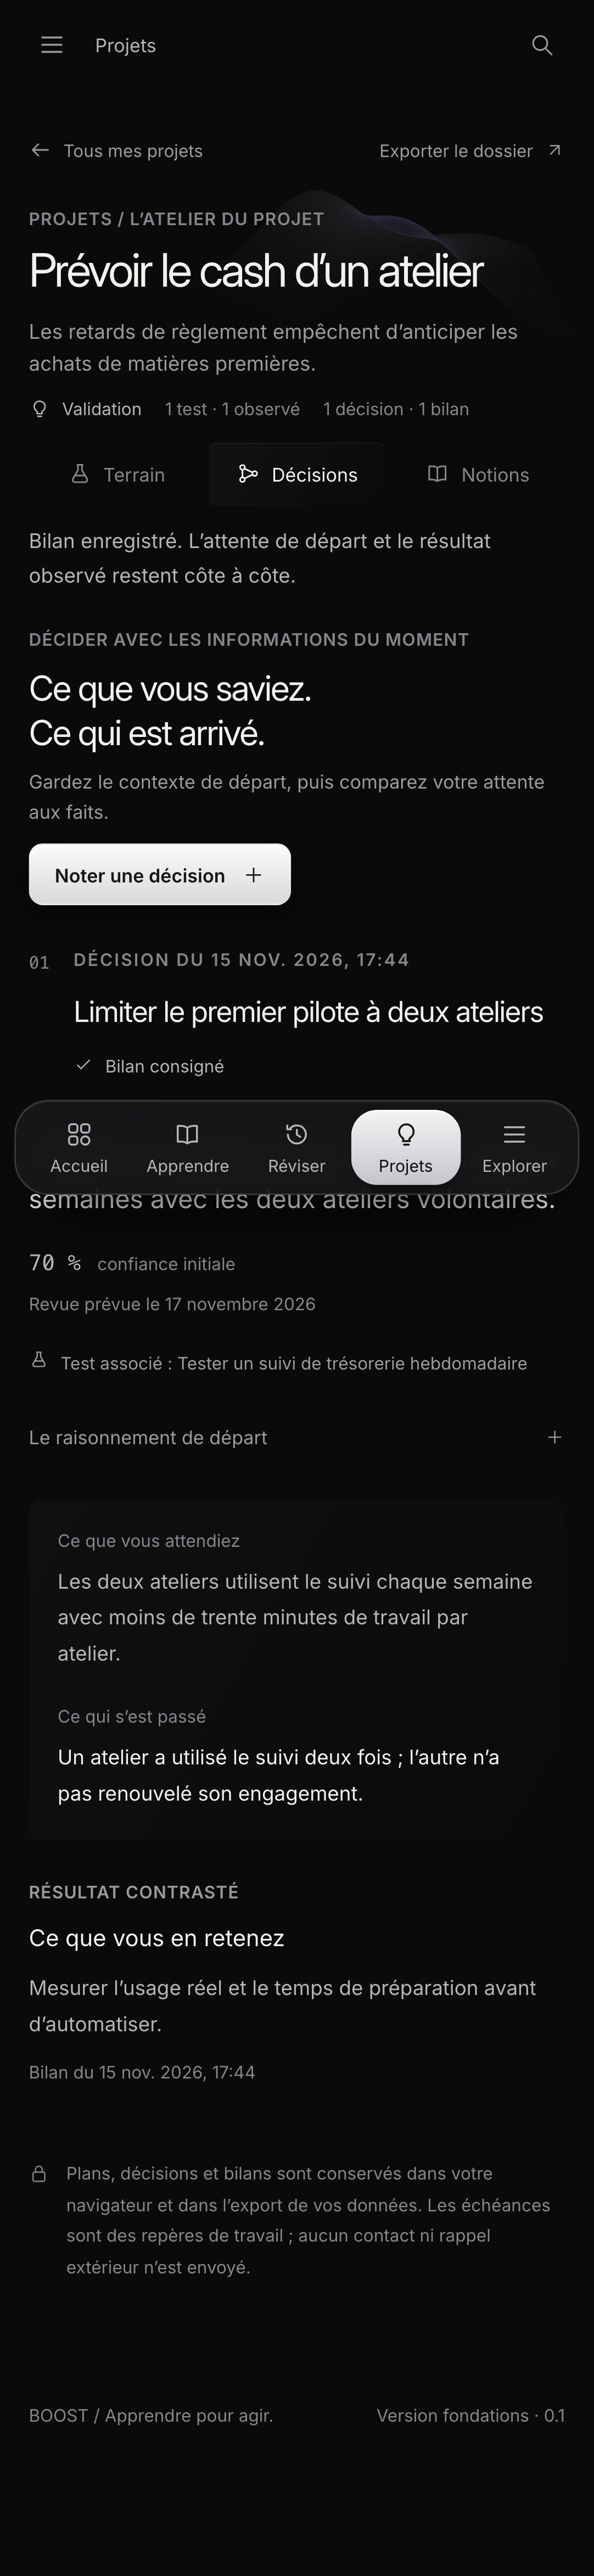 Projets
Tous mes projets
Exporter le dossier
PROJETS / L’ATELIER DU PROJET
Prévoir le cash d’un atelier
Les retards de règlement empêchent d’anticiper les
achats de matières premières.
Validation 1 test · 1 observé 1 décision · 1 bilan
Terrain Décisions Notions
Bilan enregistré. L’attente de départ et le résultat
observé restent côte à côte.
DÉCIDER AVEC LES INFORMATIONS DU MOMENT
Ce que vous saviez.
Ce qui est arrivé.
Gardez le contexte de départ, puis comparez votre attente
aux faits.
Noter une décision
01 DÉCISION DU 15 NOV. 2026, 17:44
Limiter le premier pilote à deux ateliers
Bilan consigné
Accueil Apprendre Réviser Projets Explorer
semaines avec les deux ateliers volontaires.
70 % confiance initiale
Revue prévue le 17 novembre 2026
Test associé : Tester un suivi de trésorerie hebdomadaire
Le raisonnement de départ
Ce que vous attendiez
Les deux ateliers utilisent le suivi chaque semaine
avec moins de trente minutes de travail par
atelier.
Ce qui s’est passé
Un atelier a utilisé le suivi deux fois ; l’autre n’a
pas renouvelé son engagement.
RÉSULTAT CONTRASTÉ
Ce que vous en retenez
Mesurer l’usage réel et le temps de préparation avant
d’automatiser.
Bilan du 15 nov. 2026, 17:44
Plans, décisions et bilans sont conservés dans votre
navigateur et dans l’export de vos données. Les échéances
sont des repères de travail ; aucun contact ni rappel
extérieur n’est envoyé.
BOOST / Apprendre pour agir.
Version fondations · 0.1